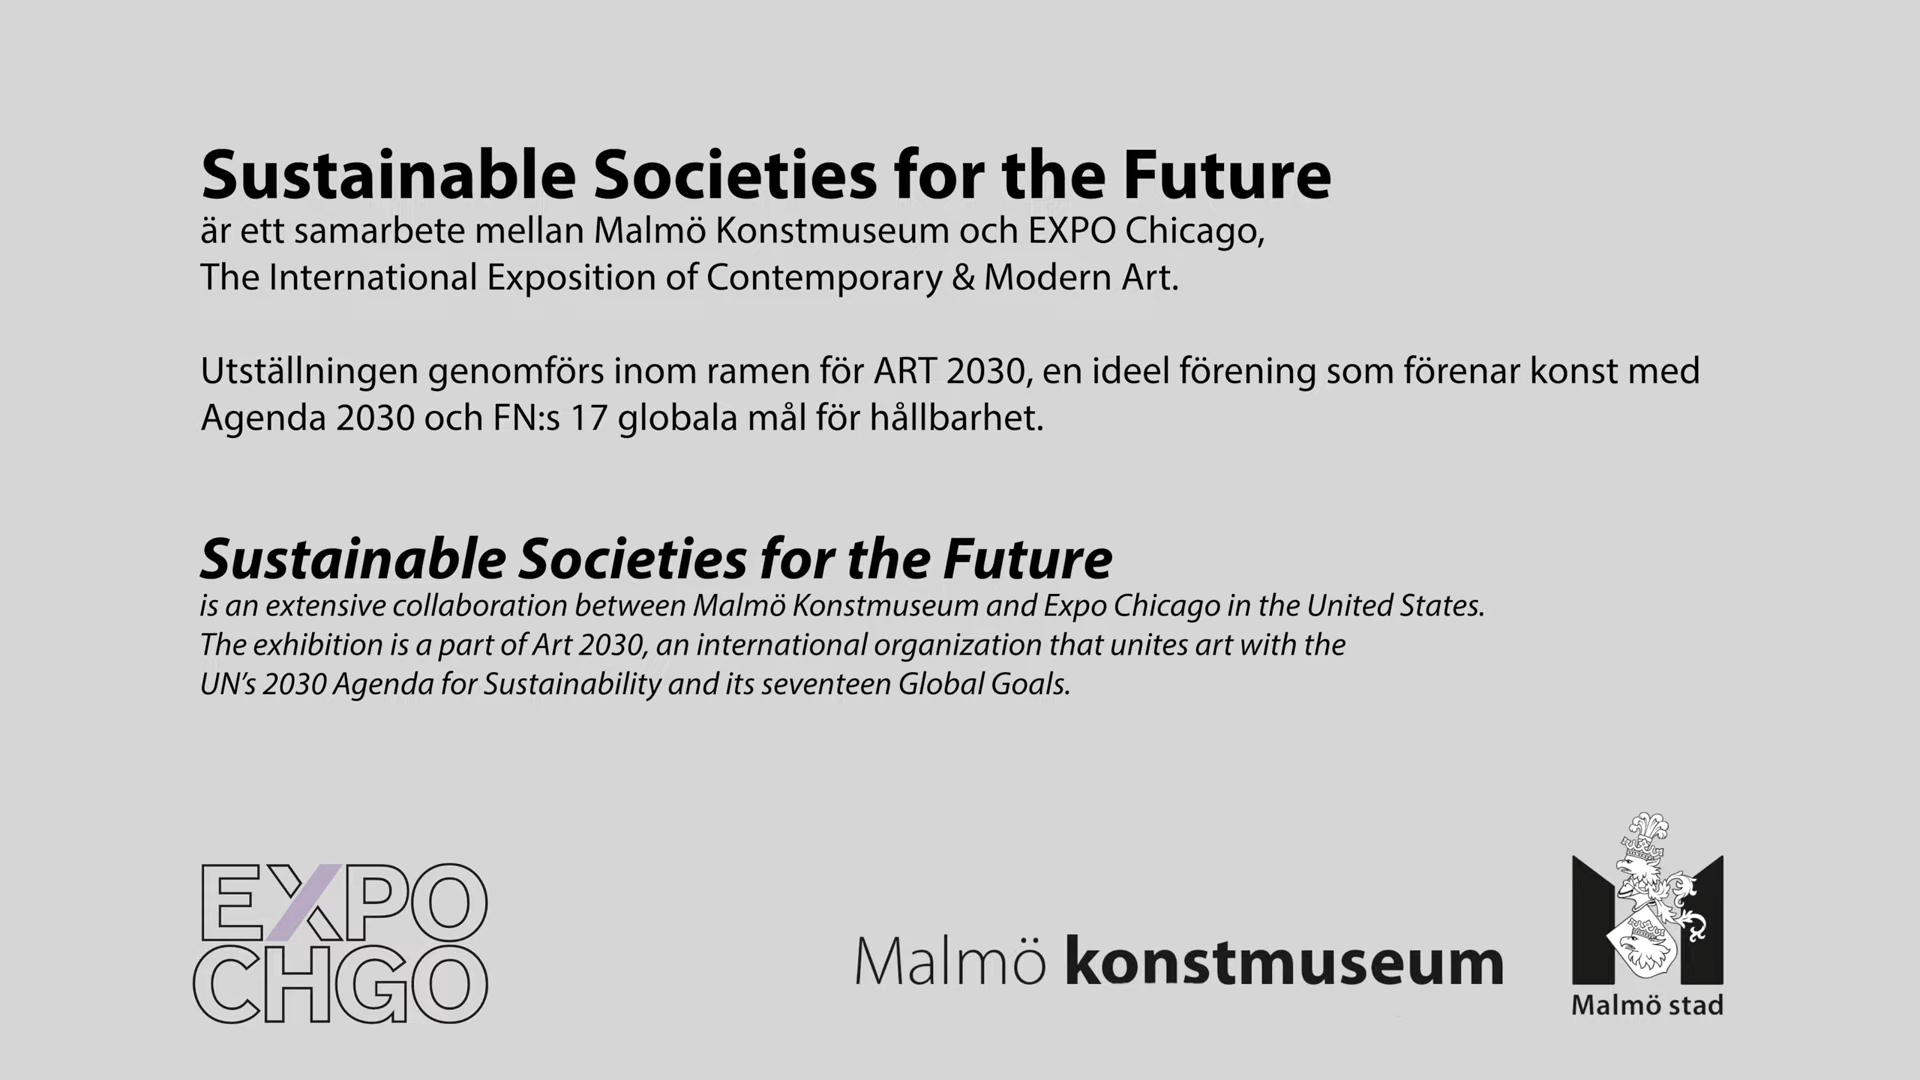 Sustainable Societies for the Future
är ett samarbete mellan Malmö Konstmuseum och EXPO Chicago,
The International Exposition of Contemporary & Modern Art.
Utställningen genomförs inom ramen för ART 2030, en ideel förening som förenar konst med
Agenda 2030 och FN:s 17 globala mål för hållbarhet.
Sustainable Societies for the Future
is an extensive collaboration between Malmö Konstmuseum and Expo Chicago in the United States.
The exhibition is a part of Art 2030, an international organization that unites art with the
UN’s 2030 Agenda for Sustainability and its seventeen Global Goals.
EXPO
CHGO
Malmö konstmuseum
Malmö stad